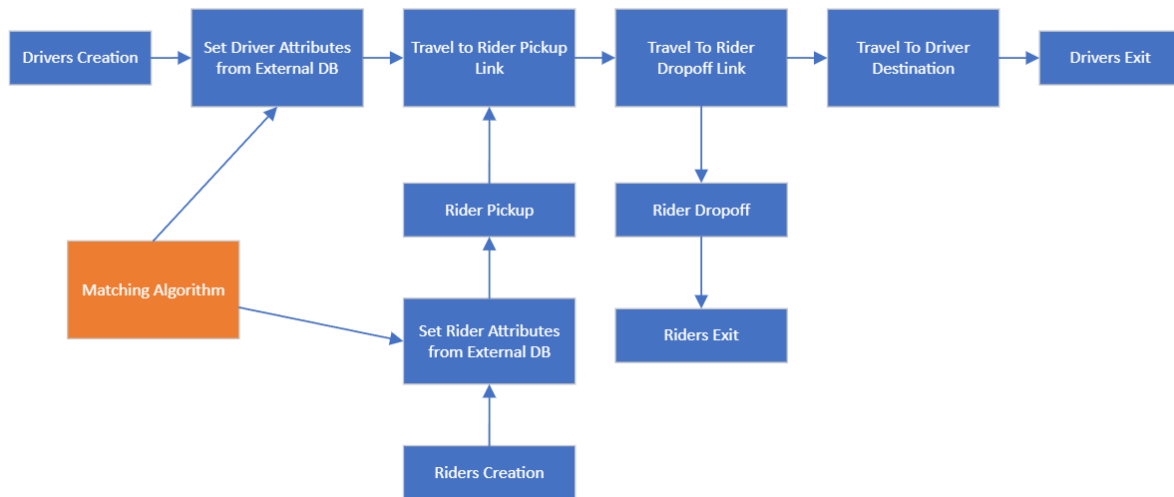 Drivers Creation
Set Driver Attributes
from External DB
Travel to Rider Pickup
Link
Travel To Rider
Dropoff Link
Travel To Driver
Destination
Drivers Exit
Rider Pickup
Rider Dropoff
Matching Algorithm
Set Rider Attributes
from External DB
Riders Exit
Riders Creation